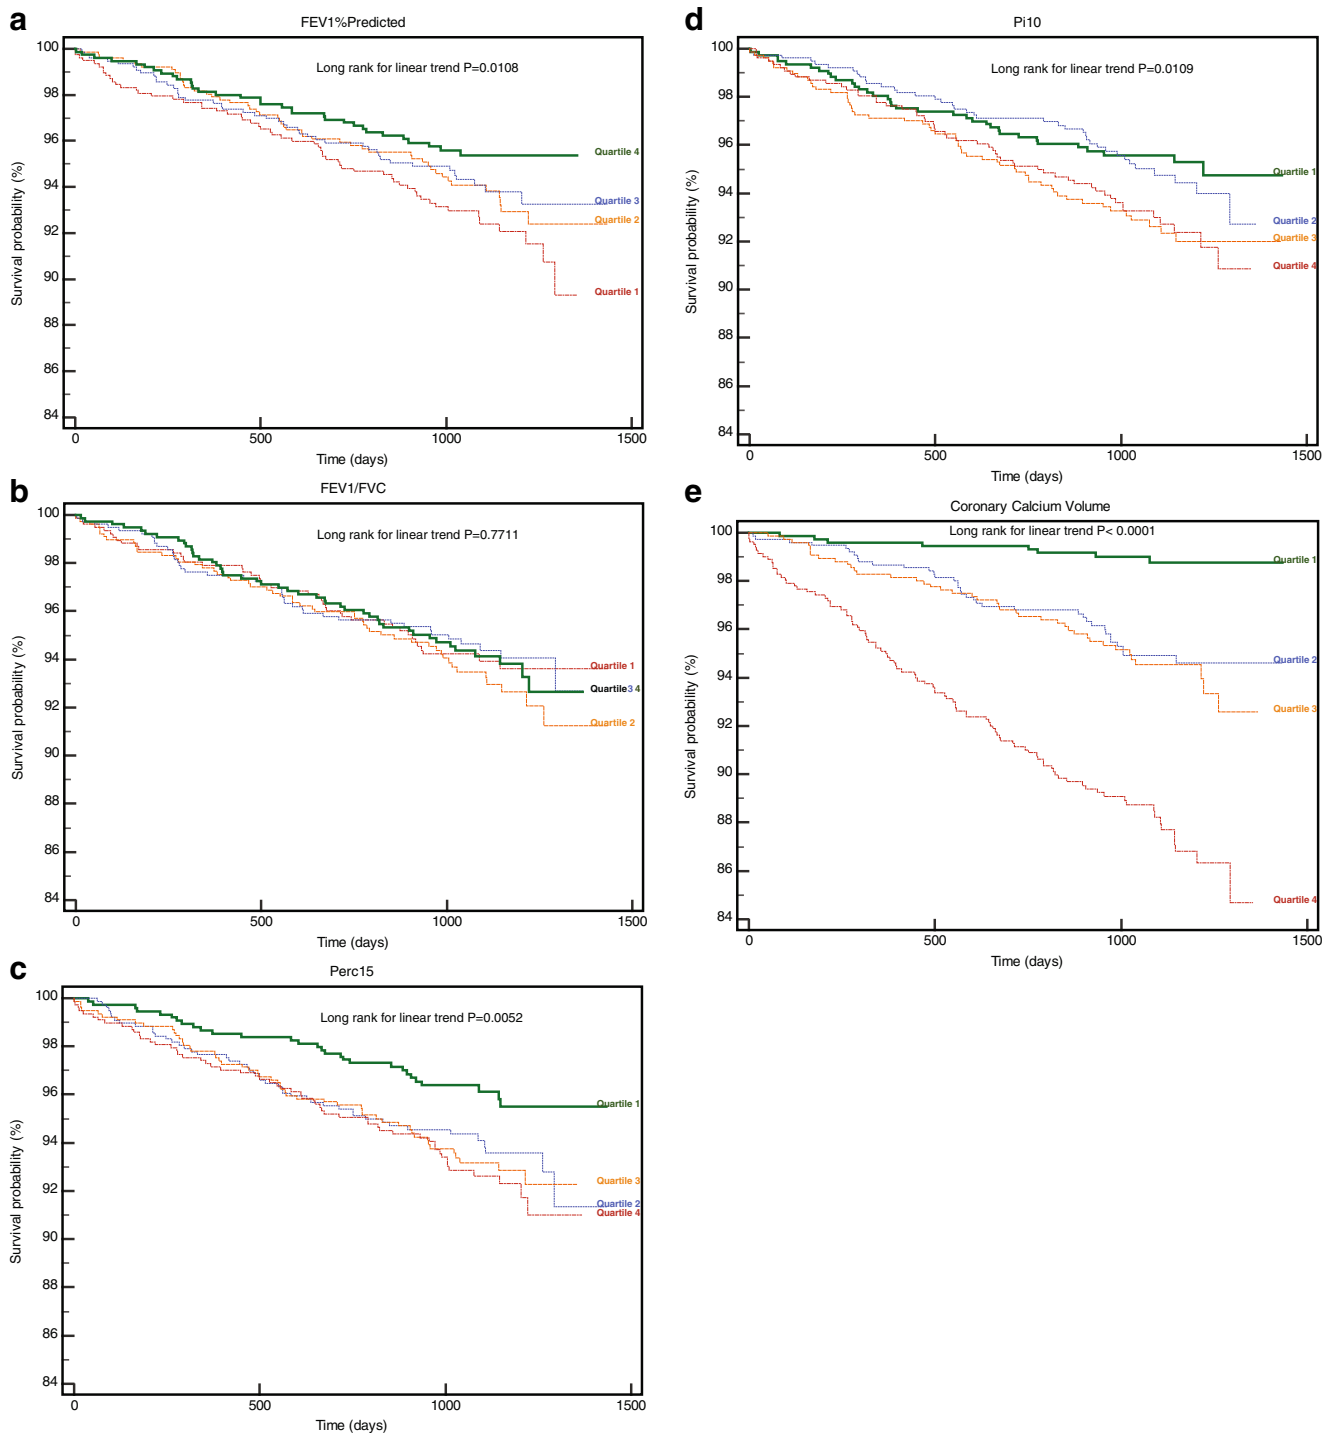 a
FEV1%Predicted
Long rank for linear trend P=0.0108
Survival probability (%)
100
98
96
94
92
90
88
86
84
Quartile 4
Quartile 3
Quartile 2
Quartile 1
0
500
1000
1500
Time (days)
b
FEV1/FVC
Long rank for linear trend P=0.7711
Survival probability (%)
100
98
96
94
92
90
88
86
84
Quartile 1
Quartile3 4
Quartile 2
0
500
1000
1500
Time (days)
c
Perc15
Long rank for linear trend P=0.0052
Survival probability (%)
100
98
96
94
92
90
88
86
84
Quartile 1
Quartile 3
Quartile 2
Quartile 4
0
500
1000
1500
Time (days)
d
Pi10
Long rank for linear trend P=0.0109
Survival probability (%)
100
98
96
94
92
90
88
86
84
Quartile 1
Quartile 2
Quartile 3
Quartile 4
0
500
1000
1500
Time (days)
e
Coronary Calcium Volume
Long rank for linear trend P< 0.0001
Survival probability (%)
100
98
96
94
92
90
88
86
84
Quartile 1
Quartile 2
Quartile 3
Quartile 4
0
500
1000
1500
Time (days)